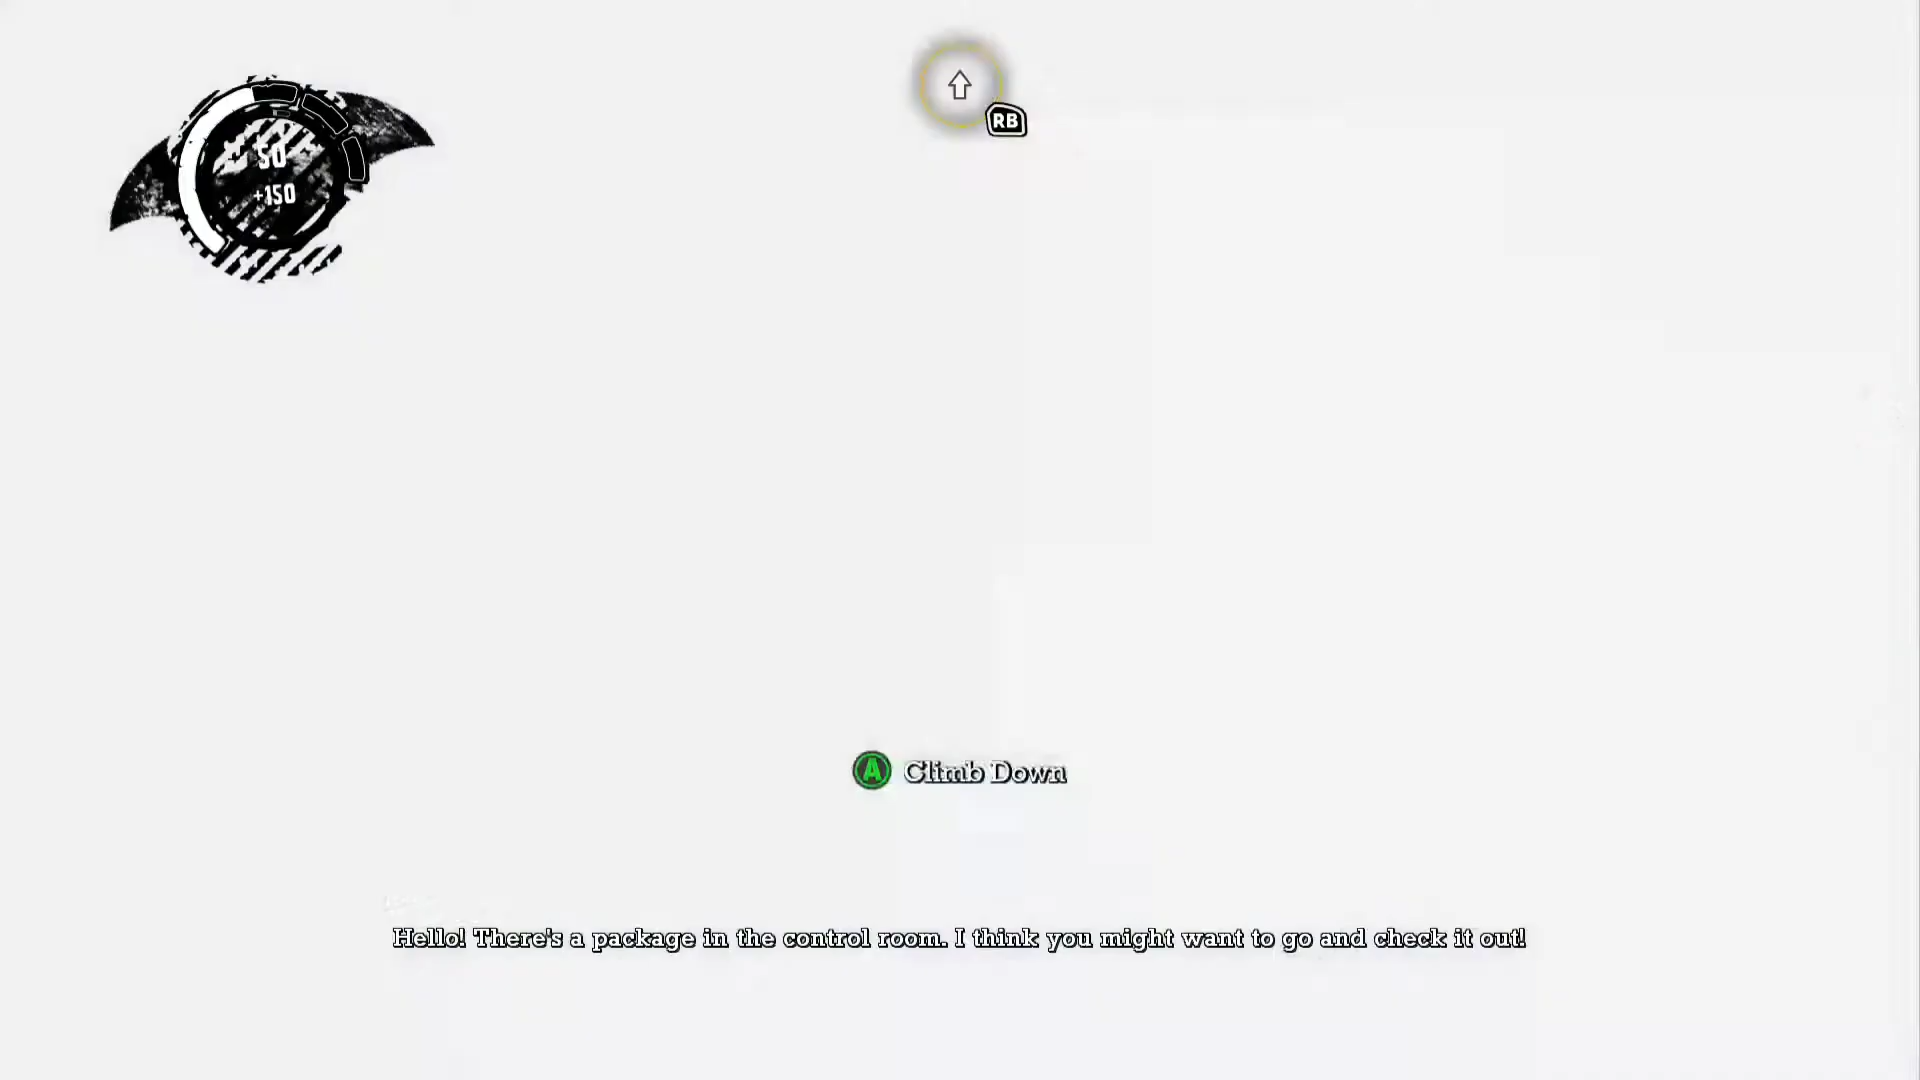 RB
50
+150
A Climb Down
Hello! There's a package in the control room. I think you might want to go and check it out!